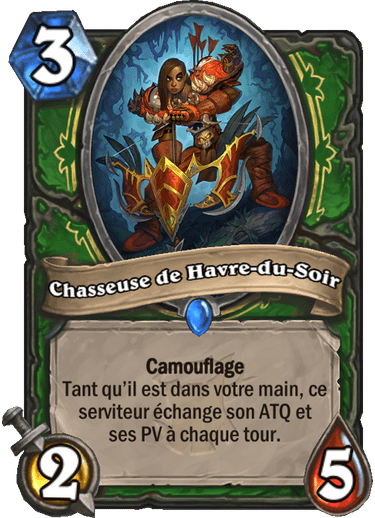 3
Chasseuse de Havre-du-Soir
Camouflage
Tant qu'il est dans votre main, ce
serviteur échange son ATQ et
ses PV à chaque tour.
2
5